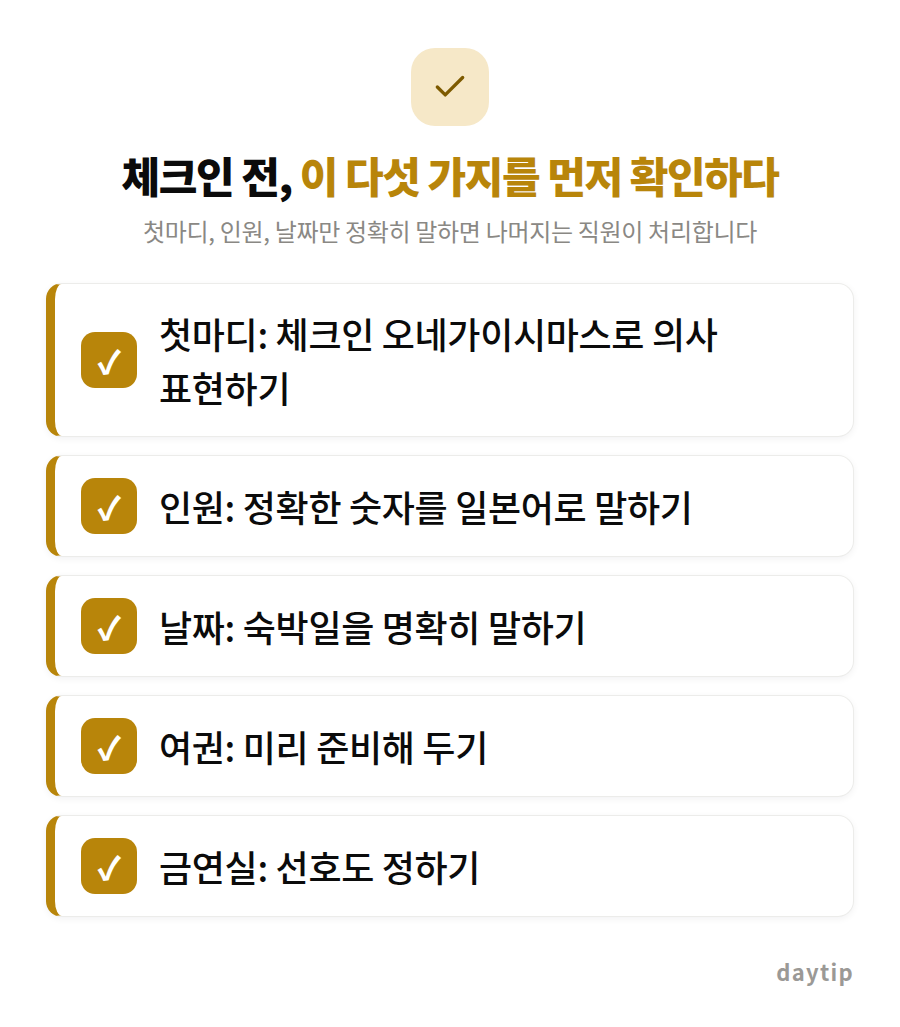 체크인 전, 이 다섯 가지를 먼저 확인하다
첫마디, 인원, 날짜만 정확히 말하면 나머지는 직원이 처리합니다
첫마디: 체크인 오네가이시마스로 의사
표현하기
인원: 정확한 숫자를 일본어로 말하기
날짜: 숙박일을 명확히 말하기
여권: 미리 준비해 두기
금연실: 선호도 정하기
daytip